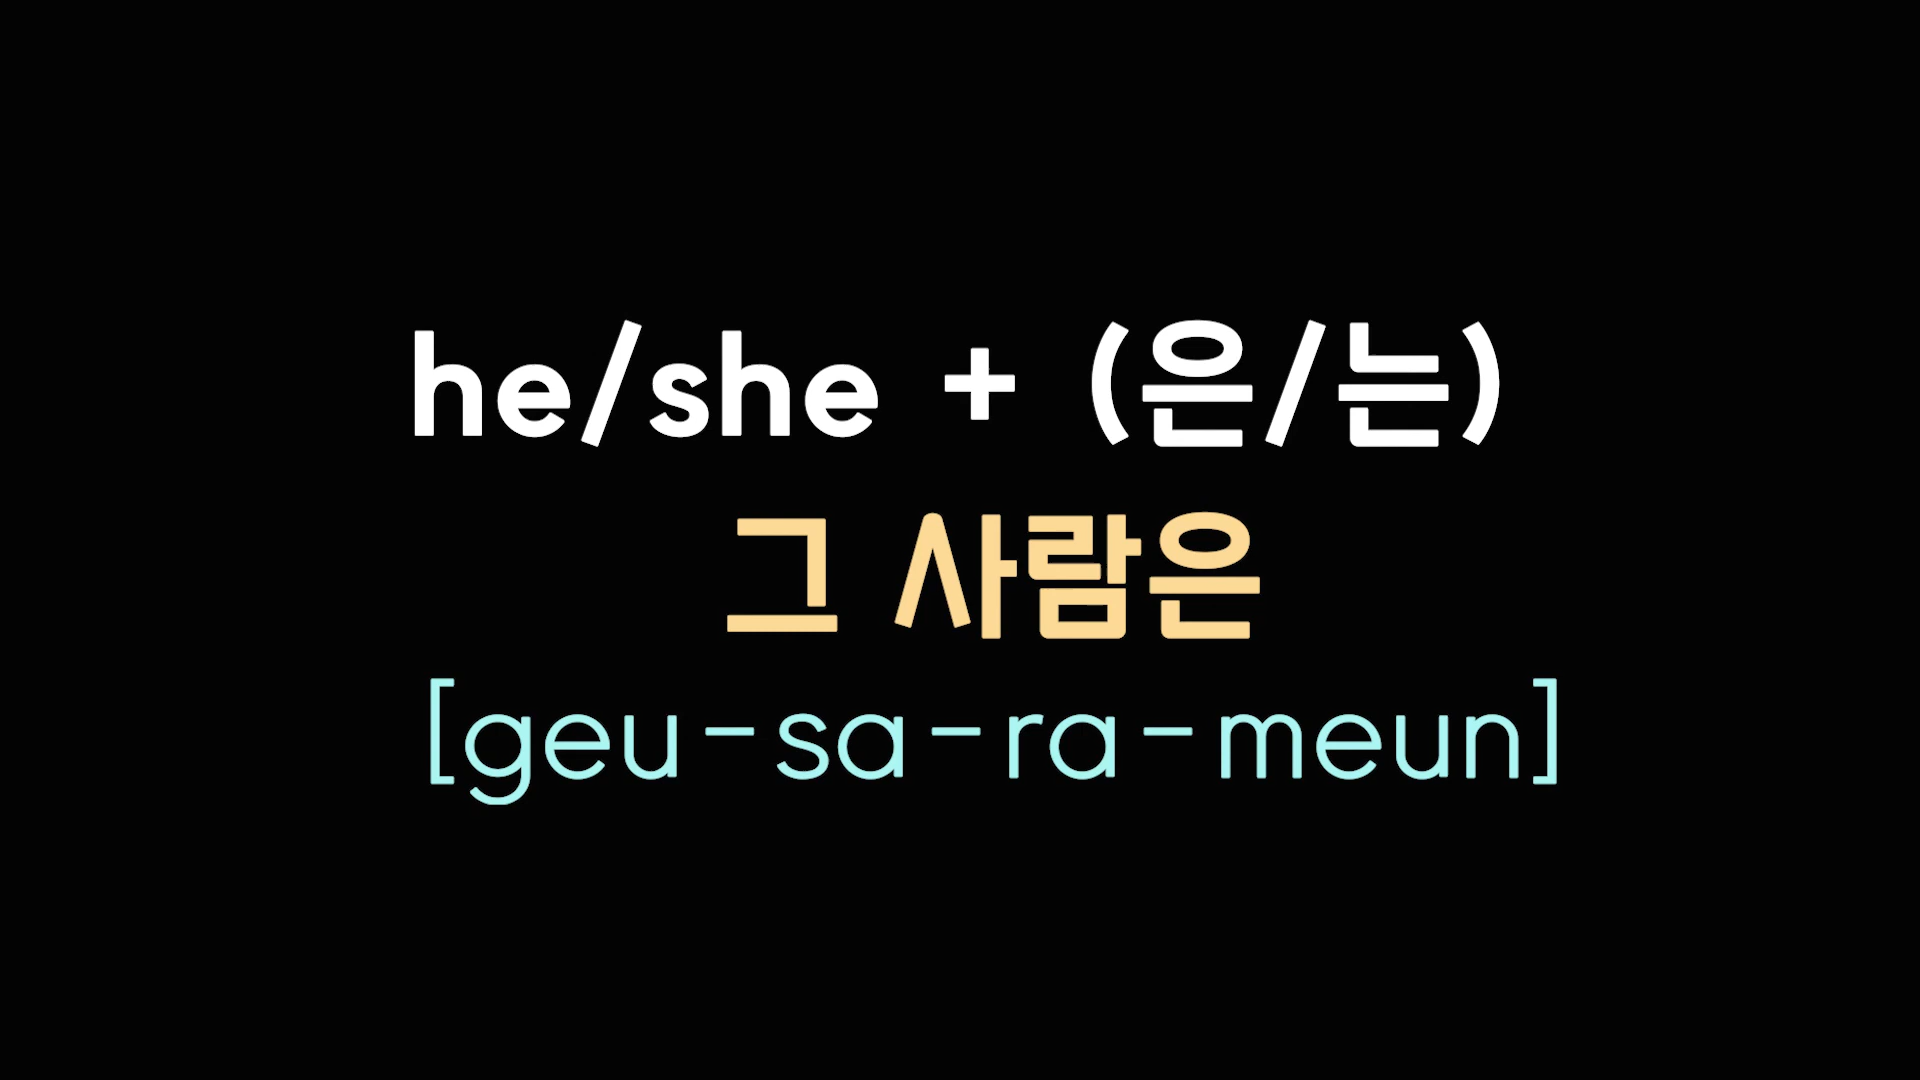 he/she + (은/는)
그 사람은
[geu-sa-ra-meun]